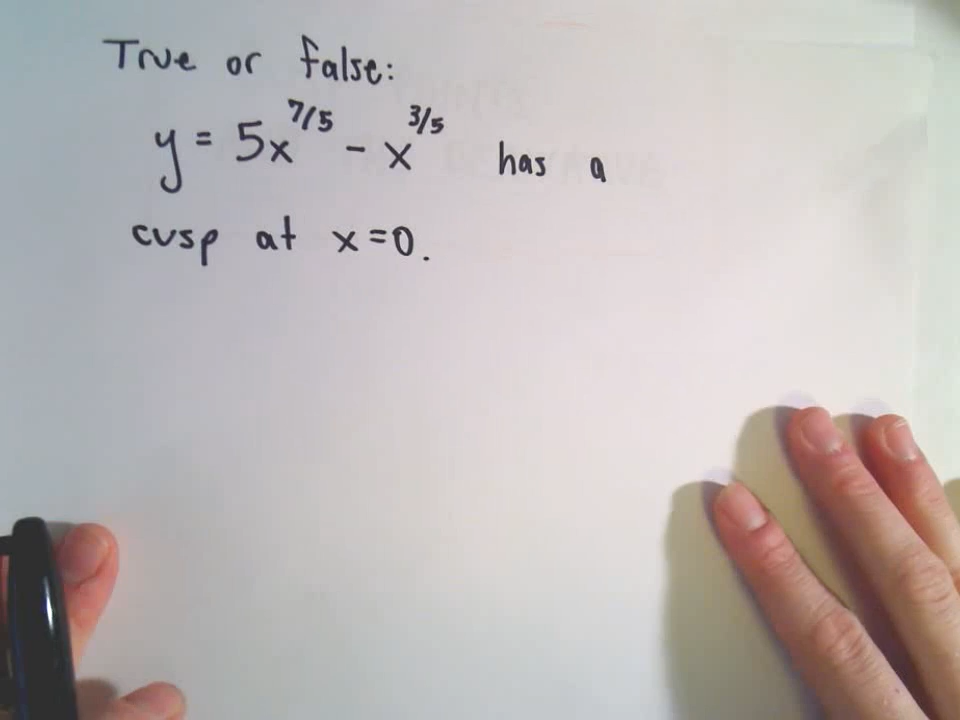 True or false:
y = 5x^{7/5} - x^{3/5} has a
cusp at x=0.